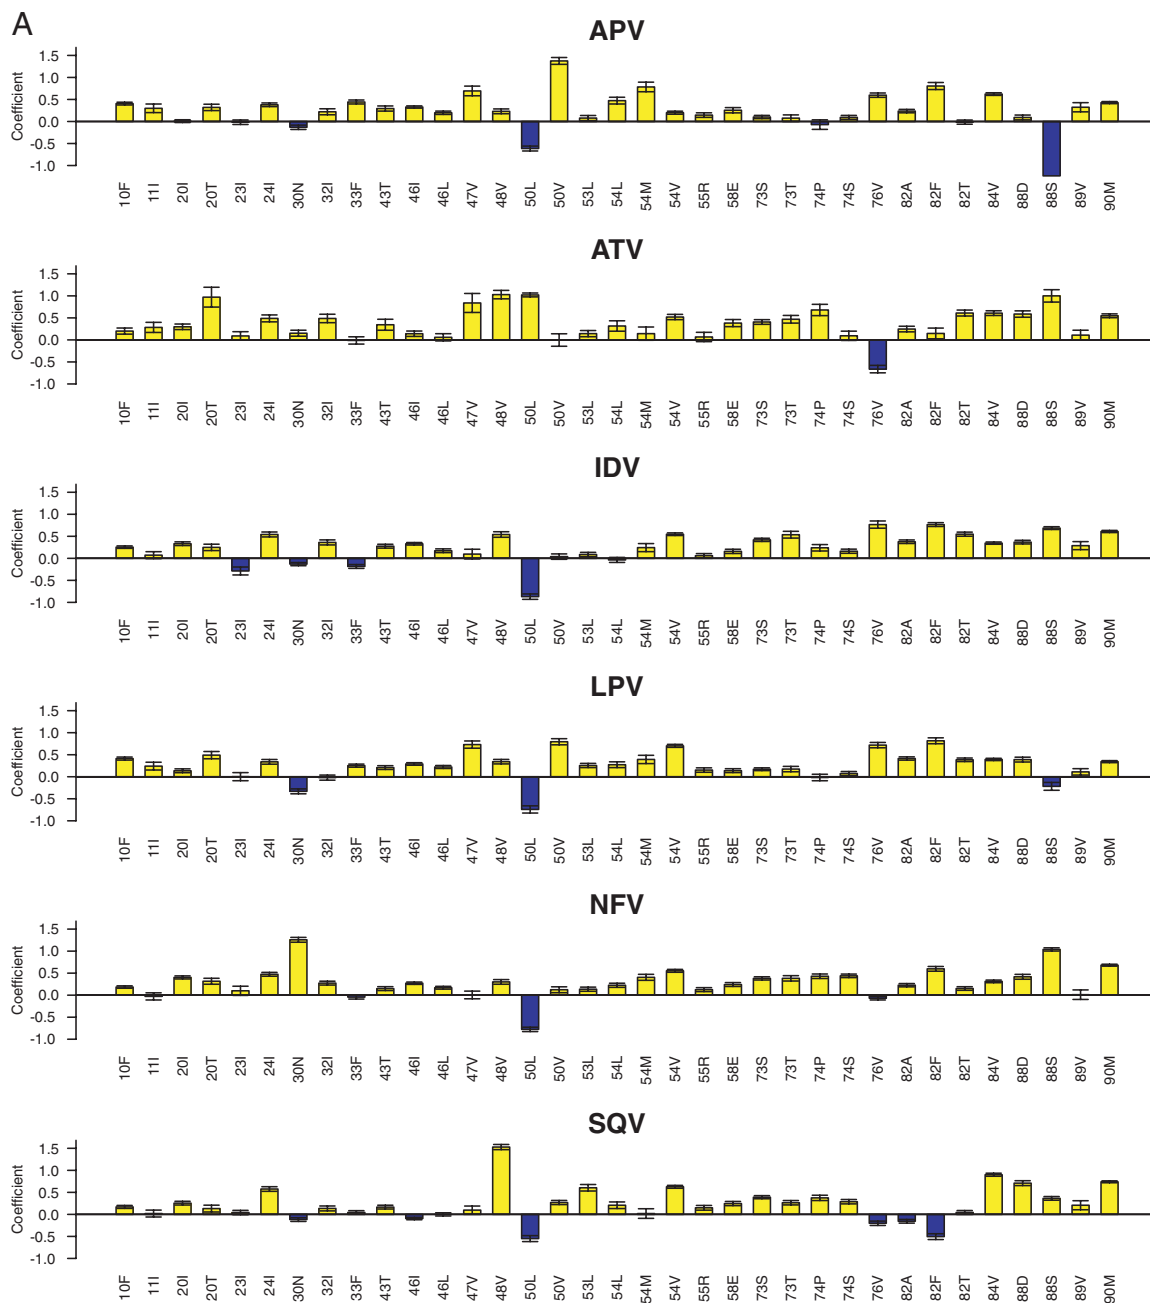 A
APV
Coefficient
1.5
1.0
0.5
0.0
-0.5
-1.0
10F 11I 20I 20T 23I 24I 30N 32I 33F 43T 46I 46L 47V 48V 50L 50V 53L 54L 54M 54V 55R 58E 73S 73T 74P 74S 76V 82A 82F 82T 84V 88D 88S 89V 90M
ATV
Coefficient
1.5
1.0
0.5
0.0
-0.5
-1.0
10F 11I 20I 20T 23I 24I 30N 32I 33F 43T 46I 46L 47V 48V 50L 50V 53L 54L 54M 54V 55R 58E 73S 73T 74P 74S 76V 82A 82F 82T 84V 88D 88S 89V 90M
IDV
Coefficient
1.5
1.0
0.5
0.0
-0.5
-1.0
10F 11I 20I 20T 23I 24I 30N 32I 33F 43T 46I 46L 47V 48V 50L 50V 53L 54L 54M 54V 55R 58E 73S 73T 74P 74S 76V 82A 82F 82T 84V 88D 88S 89V 90M
LPV
Coefficient
1.5
1.0
0.5
0.0
-0.5
-1.0
10F 11I 20I 20T 23I 24I 30N 32I 33F 43T 46I 46L 47V 48V 50L 50V 53L 54L 54M 54V 55R 58E 73S 73T 74P 74S 76V 82A 82F 82T 84V 88D 88S 89V 90M
NFV
Coefficient
1.5
1.0
0.5
0.0
-0.5
-1.0
10F 11I 20I 20T 23I 24I 30N 32I 33F 43T 46I 46L 47V 48V 50L 50V 53L 54L 54M 54V 55R 58E 73S 73T 74P 74S 76V 82A 82F 82T 84V 88D 88S 89V 90M
SQV
Coefficient
1.5
1.0
0.5
0.0
-0.5
-1.0
10F 11I 20I 20T 23I 24I 30N 32I 33F 43T 46I 46L 47V 48V 50L 50V 53L 54L 54M 54V 55R 58E 73S 73T 74P 74S 76V 82A 82F 82T 84V 88D 88S 89V 90M